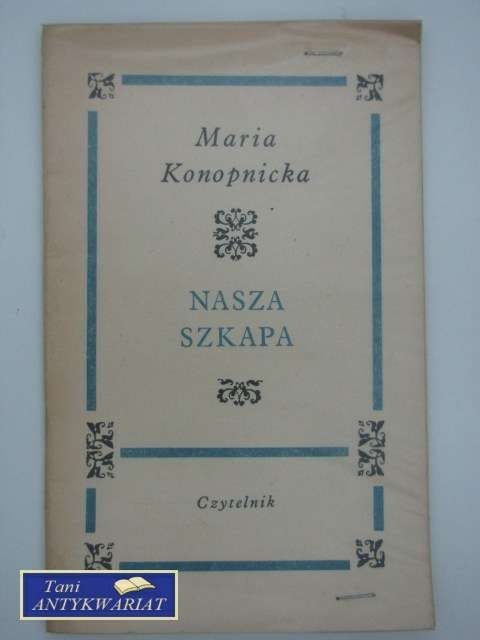 Maria
Konopnicka
NASZA
SZKAPA
Czytelnik
Tani
ANTYKWARIAT